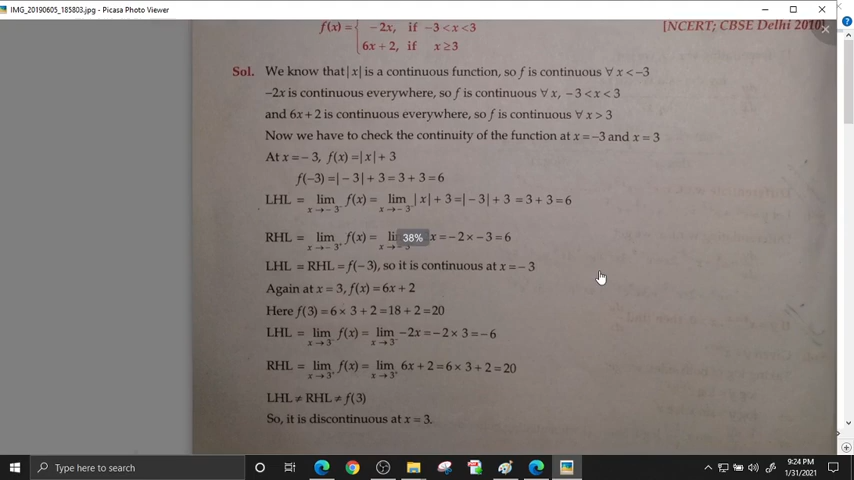 IMG_20190605_185803.jpg - Picasa Photo Viewer
f(x) = { -2x, if -3 < x < 3
6x + 2, if x ≥ 3
[NCERT; CBSE Delhi 2010]
Sol. We know that |x| is a continuous function, so f is continuous ∀ x < -3
-2x is continuous everywhere, so f is continuous ∀ x, -3 < x < 3
and 6x + 2 is continuous everywhere, so f is continuous ∀ x > 3
Now we have to check the continuity of the function at x = -3 and x = 3
At x = -3, f(x) = |x| + 3
f(-3) = |-3| + 3 = 3 + 3 = 6
LHL = lim x→-3⁻ f(x) = lim x→-3⁻ |x| + 3 = |-3| + 3 = 3 + 3 = 6
RHL = lim x→-3⁺ f(x) = li 38% x = -2 × -3 = 6
LHL = RHL = f(-3), so it is continuous at x = -3
Again at x = 3, f(x) = 6x + 2
Here f(3) = 6 × 3 + 2 = 18 + 2 = 20
LHL = lim x→3⁻ f(x) = lim x→3⁻ -2x = -2 × 3 = -6
RHL = lim x→3⁺ f(x) = lim x→3⁺ 6x + 2 = 6 × 3 + 2 = 20
LHL ≠ RHL ≠ f(3)
So, it is discontinuous at x = 3.
Type here to search
9:24 PM
1/31/2021